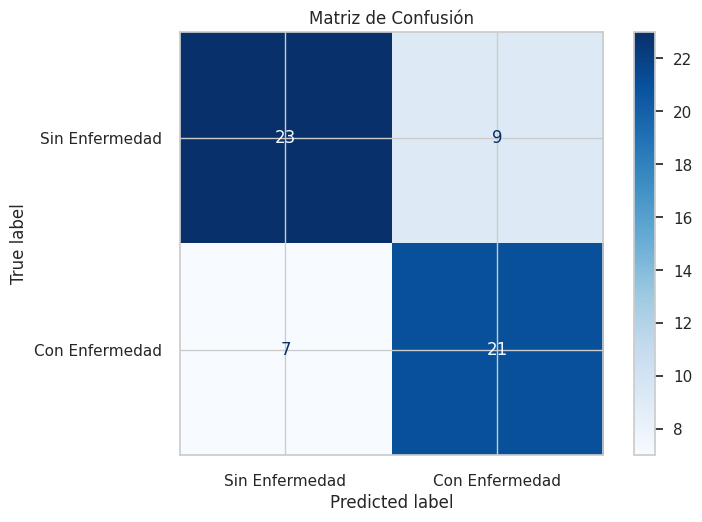 Matriz de Confusión
True label
Sin Enfermedad
23
9
Con Enfermedad
7
21
Sin Enfermedad
Con Enfermedad
Predicted label
22
20
18
16
14
12
10
8